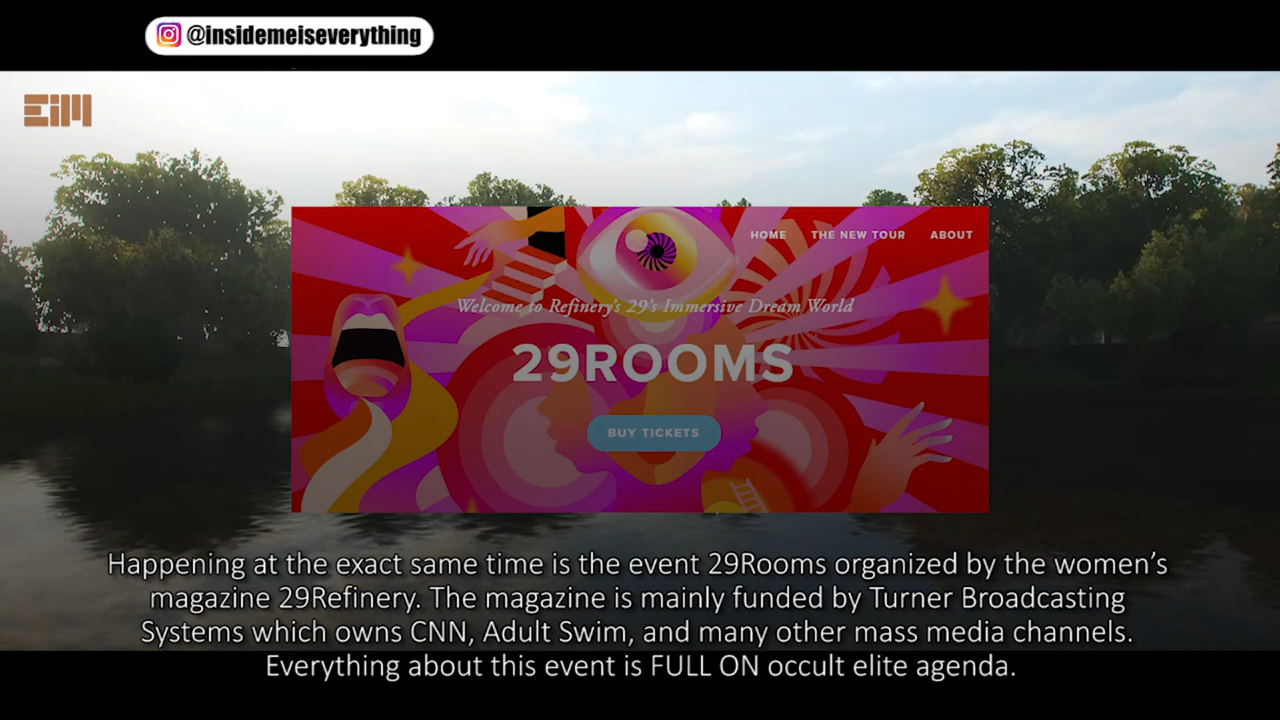 @insidemeiseverything
EiM
HOME THE NEW TOUR ABOUT
Welcome to Refinery's 29's Immersive Dream World
29ROOMS
BUY TICKETS
Happening at the exact same time is the event 29Rooms organized by the women's
magazine 29Refinery. The magazine is mainly funded by Turner Broadcasting
Systems which owns CNN, Adult Swim, and many other mass media channels.
Everything about this event is FULL ON occult elite agenda.